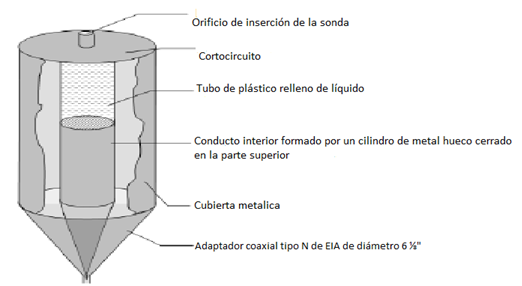 Orificio de inserción de la sonda
Cortocircuito
Tubo de plástico relleno de líquido
Conducto interior formado por un cilindro de metal hueco cerrado
en la parte superior
Cubierta metalica
Adaptador coaxial tipo N de EIA de diámetro 6 ⅛"